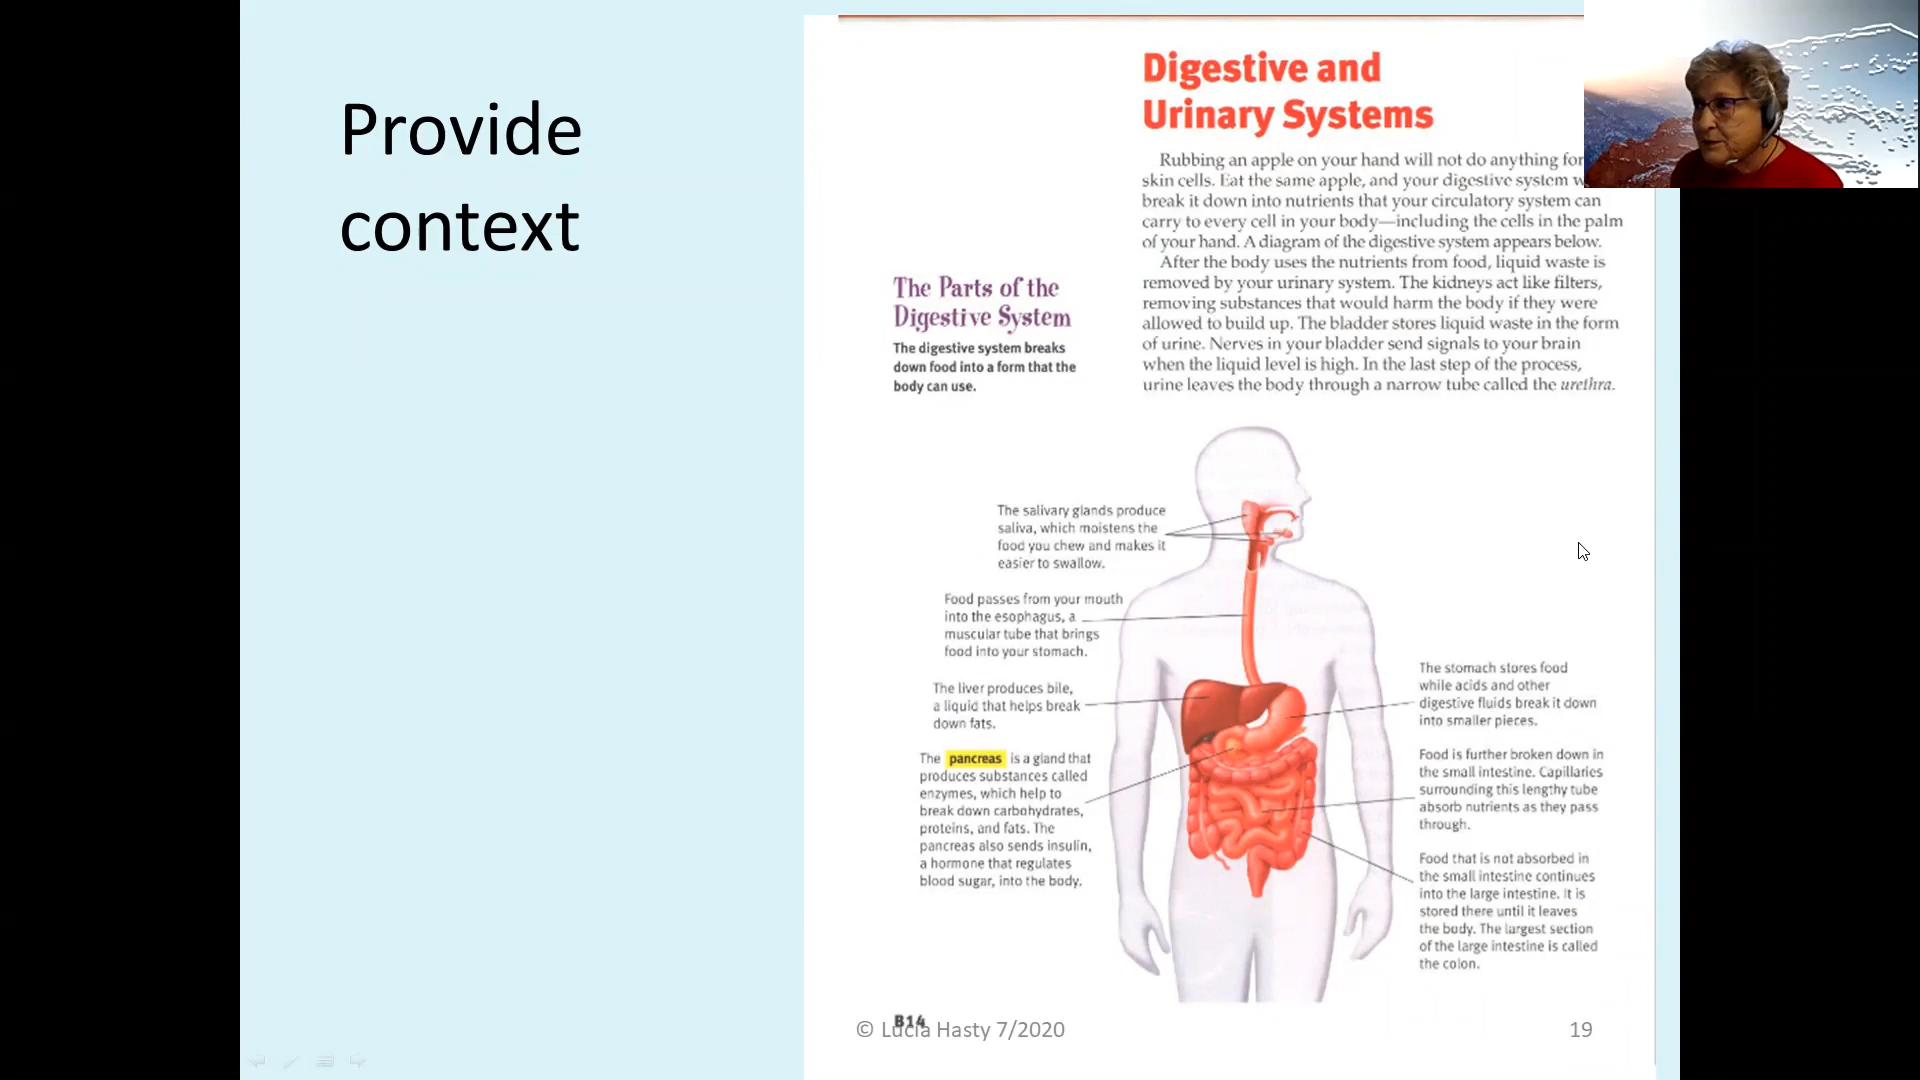 Provide
context
Digestive and
Urinary Systems
Rubbing an apple on your hand will not do anything for
skin cells. Eat the same apple, and your digestive system
break it down into nutrients that your circulatory system can
carry to every cell in your body—including the cells in the palm
of your hand. A diagram of the digestive system appears below.
After the body uses the nutrients from food, liquid waste is
removed by your urinary system. The kidneys act like filters,
removing substances that would harm the body if they were
allowed to build up. The bladder stores liquid waste in the form
of urine. Nerves in your bladder send signals to your brain
when the liquid level is high. In the last step of the process,
urine leaves the body through a narrow tube called the urethra.
The Parts of the
Digestive System
The digestive system breaks
down food into a form that the
body can use.
The salivary glands produce
saliva, which moistens the
food you chew and makes it
easier to swallow.
Food passes from your mouth
into the esophagus, a
muscular tube that brings
food into your stomach.
The liver produces bile,
a liquid that helps break
down fats.
The pancreas is a gland that
produces substances called
enzymes, which help to
break down carbohydrates,
proteins, and fats. The
pancreas also sends insulin,
a hormone that regulates
blood sugar, into the body.
The stomach stores food
while acids and other
digestive fluids break it down
into smaller pieces.
Food is further broken down in
the small intestine. Capillaries
surrounding this lengthy tube
absorb nutrients as they pass
through.
Food that is not absorbed in
the small intestine continues
into the large intestine. It is
stored there until it leaves
the body. The largest section
of the large intestine is called
the colon.
B14
© Lucia Hasty 7/2020
19